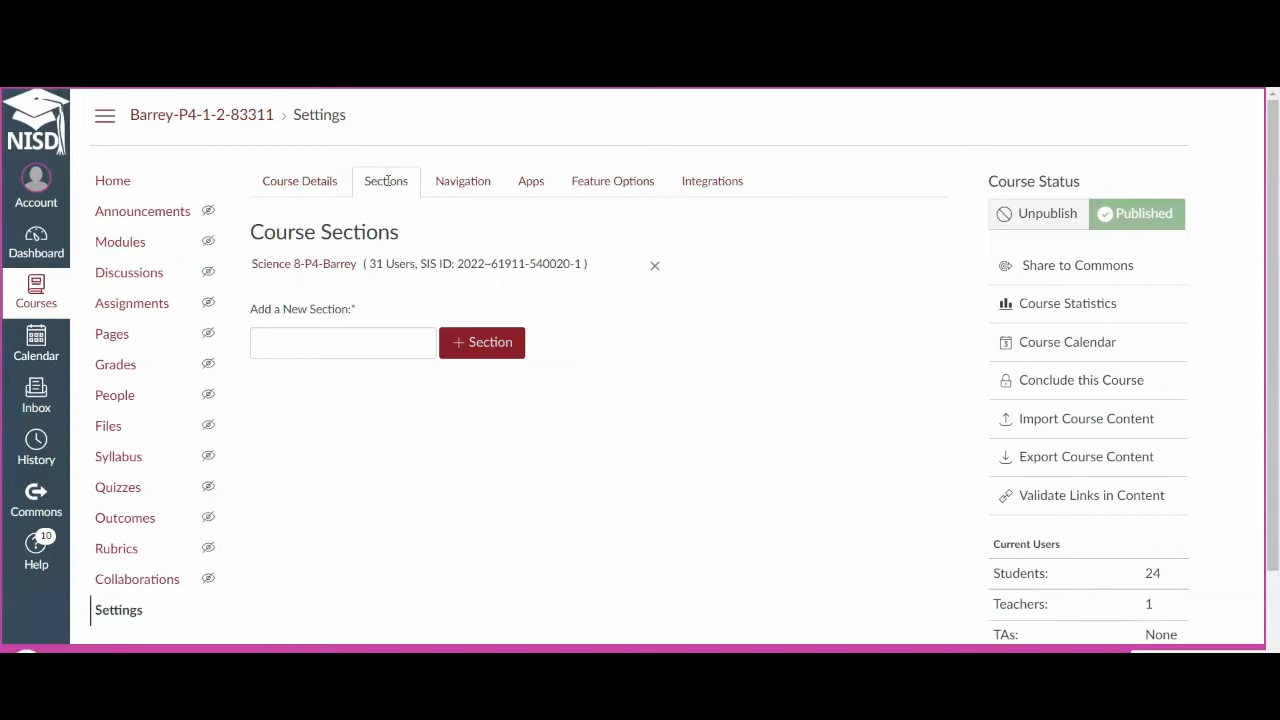 NISD
Account
Dashboard
Courses
Calendar
Inbox
History
Commons
10
Help
Barrey-P4-1-2-83311 › Settings
Home
Announcements
Modules
Discussions
Assignments
Pages
Grades
People
Files
Syllabus
Quizzes
Outcomes
Rubrics
Collaborations
Settings
Course Details Sections Navigation Apps Feature Options Integrations
Course Sections
Science 8-P4-Barrey ( 31 Users, SIS ID: 2022~61911-540020-1 )
Add a New Section:*
+ Section
Course Status
Unpublish Published
Share to Commons
Course Statistics
Course Calendar
Conclude this Course
Import Course Content
Export Course Content
Validate Links in Content
Current Users
Students: 24
Teachers: 1
TAs: None